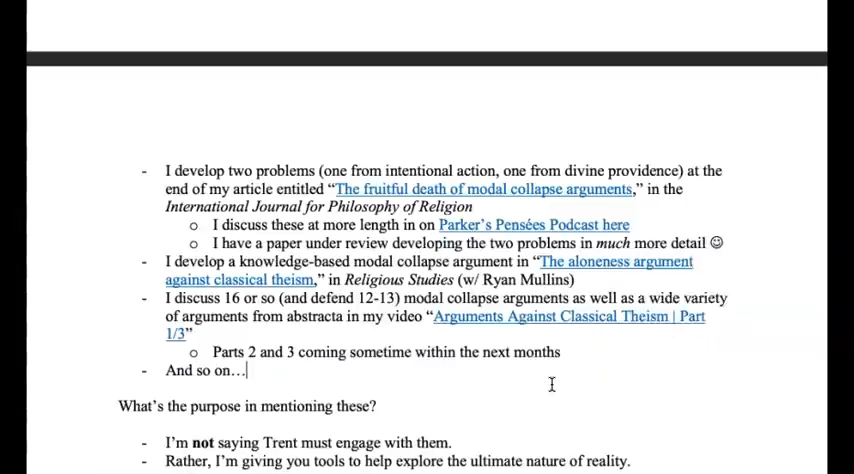 - I develop two problems (one from intentional action, one from divine providence) at the
end of my article entitled “The fruitful death of modal collapse arguments,” in the
International Journal for Philosophy of Religion
o I discuss these at more length in on Parker’s Pensées Podcast here
o I have a paper under review developing the two problems in much more detail ☺
- I develop a knowledge-based modal collapse argument in “The aloneness argument
against classical theism,” in Religious Studies (w/ Ryan Mullins)
- I discuss 16 or so (and defend 12-13) modal collapse arguments as well as a wide variety
of arguments from abstracta in my video “Arguments Against Classical Theism | Part
1/3”
o Parts 2 and 3 coming sometime within the next months
- And so on…
What’s the purpose in mentioning these?
- I’m not saying Trent must engage with them.
- Rather, I’m giving you tools to help explore the ultimate nature of reality.